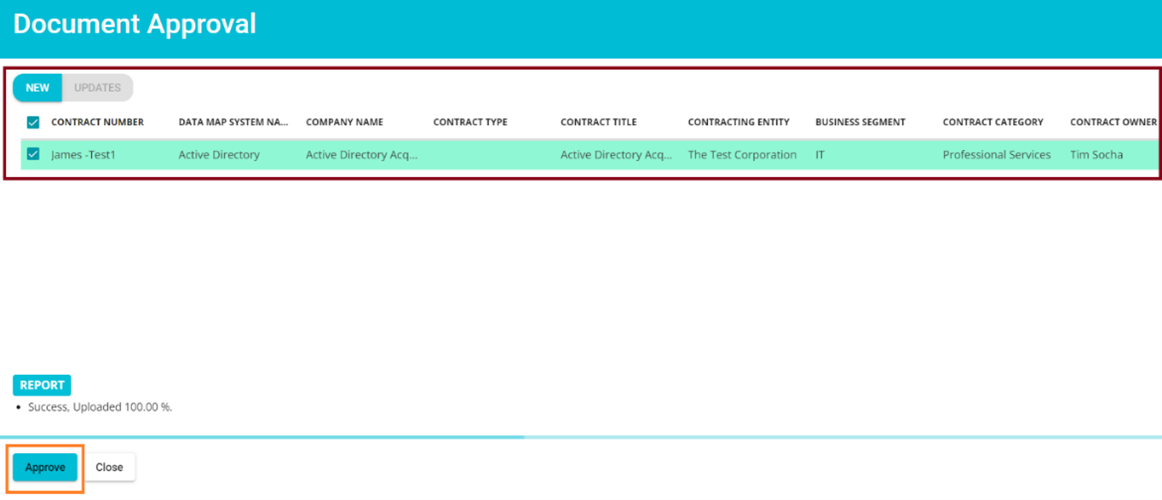 Document Approval
NEW UPDATES
CONTRACT NUMBER DATA MAP SYSTEM NA... COMPANY NAME CONTRACT TYPE CONTRACT TITLE CONTRACTING ENTITY BUSINESS SEGMENT CONTRACT CATEGORY CONTRACT OWNER
James -Test1 Active Directory Active Directory Acq... Active Directory Acq... The Test Corporation IT Professional Services Tim Socha
REPORT
• Success, Uploaded 100.00 %.
Approve Close